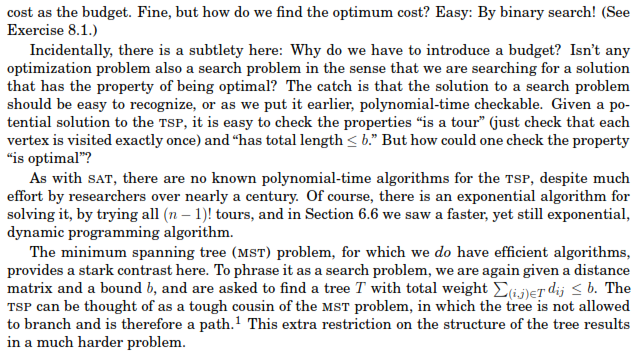 cost as the budget. Fine, but how do we find the optimum cost? Easy: By binary search! (See
Exercise 8.1.)
Incidentally, there is a subtlety here: Why do we have to introduce a budget? Isn't any
optimization problem also a search problem in the sense that we are searching for a solution
that has the property of being optimal? The catch is that the solution to a search problem
should be easy to recognize, or as we put it earlier, polynomial-time checkable. Given a po-
tential solution to the TSP, it is easy to check the properties “is a tour” (just check that each
vertex is visited exactly once) and “has total length ≤ b.” But how could one check the property
“is optimal”?
As with SAT, there are no known polynomial-time algorithms for the TSP, despite much
effort by researchers over nearly a century. Of course, there is an exponential algorithm for
solving it, by trying all (n − 1)! tours, and in Section 6.6 we saw a faster, yet still exponential,
dynamic programming algorithm.
The minimum spanning tree (MST) problem, for which we do have efficient algorithms,
provides a stark contrast here. To phrase it as a search problem, we are again given a distance
matrix and a bound b, and are asked to find a tree T with total weight ∑(i,j)∈T dij ≤ b. The
TSP can be thought of as a tough cousin of the MST problem, in which the tree is not allowed
to branch and is therefore a path.1 This extra restriction on the structure of the tree results
in a much harder problem.